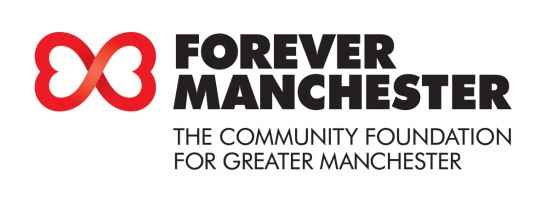 FOREVER
MANCHESTER
THE COMMUNITY FOUNDATION
FOR GREATER MANCHESTER